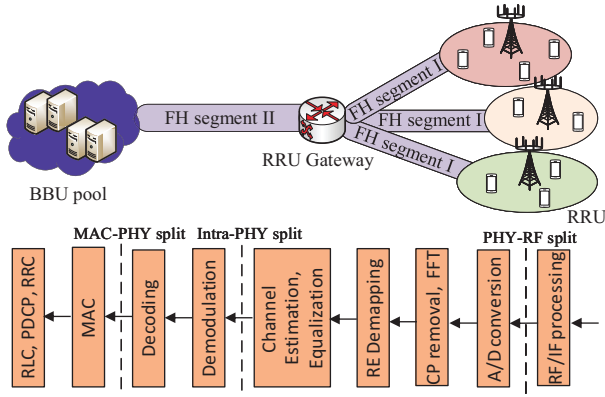 FH segment I
FH segment II
FH segment I
FH segment I
RRU Gateway
BBU pool
RRU
MAC-PHY split
Intra-PHY split
PHY-RF split
RLC, PDCP, RRC
MAC
Decoding
Demodulation
Channel
Estimation,
Equalization
RE Demapping
CP removal, FFT
A/D conversion
RF/IF processing